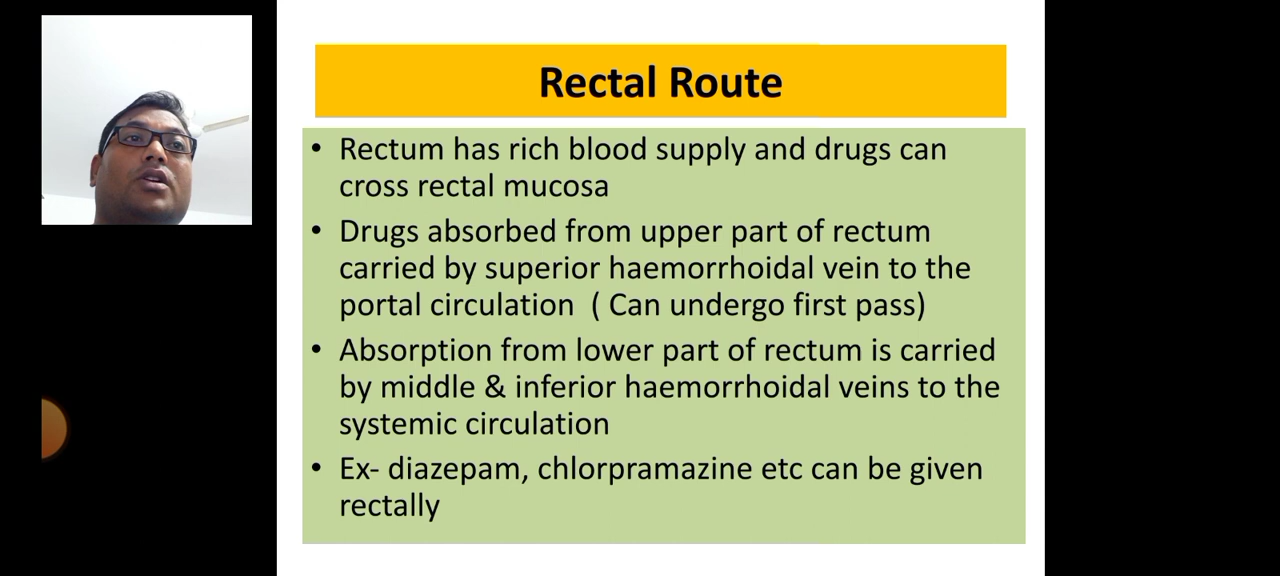 Rectal Route
• Rectum has rich blood supply and drugs can
cross rectal mucosa
• Drugs absorbed from upper part of rectum
carried by superior haemorrhoidal vein to the
portal circulation ( Can undergo first pass)
• Absorption from lower part of rectum is carried
by middle & inferior haemorrhoidal veins to the
systemic circulation
• Ex- diazepam, chlorpramazine etc can be given
rectally